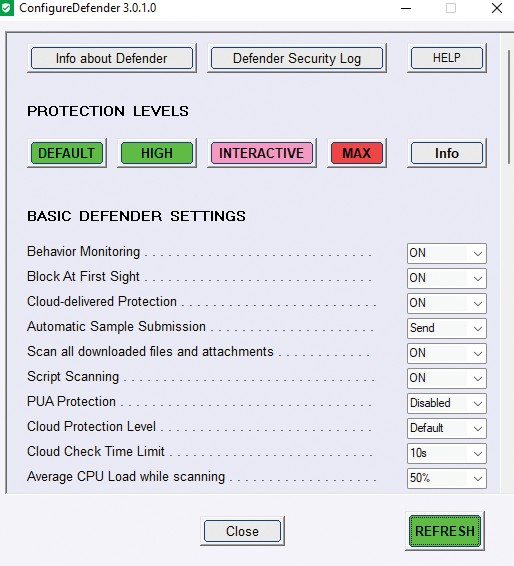 ConfigureDefender 3.0.1.0
Info about Defender Defender Security Log HELP
PROTECTION LEVELS
DEFAULT HIGH INTERACTIVE MAX Info
BASIC DEFENDER SETTINGS
Behavior Monitoring ON
Block At First Sight ON
Cloud-delivered Protection ON
Automatic Sample Submission Send
Scan all downloaded files and attachments ON
Script Scanning ON
PUA Protection Disabled
Cloud Protection Level Default
Cloud Check Time Limit 10s
Average CPU Load while scanning 50%
Close REFRESH